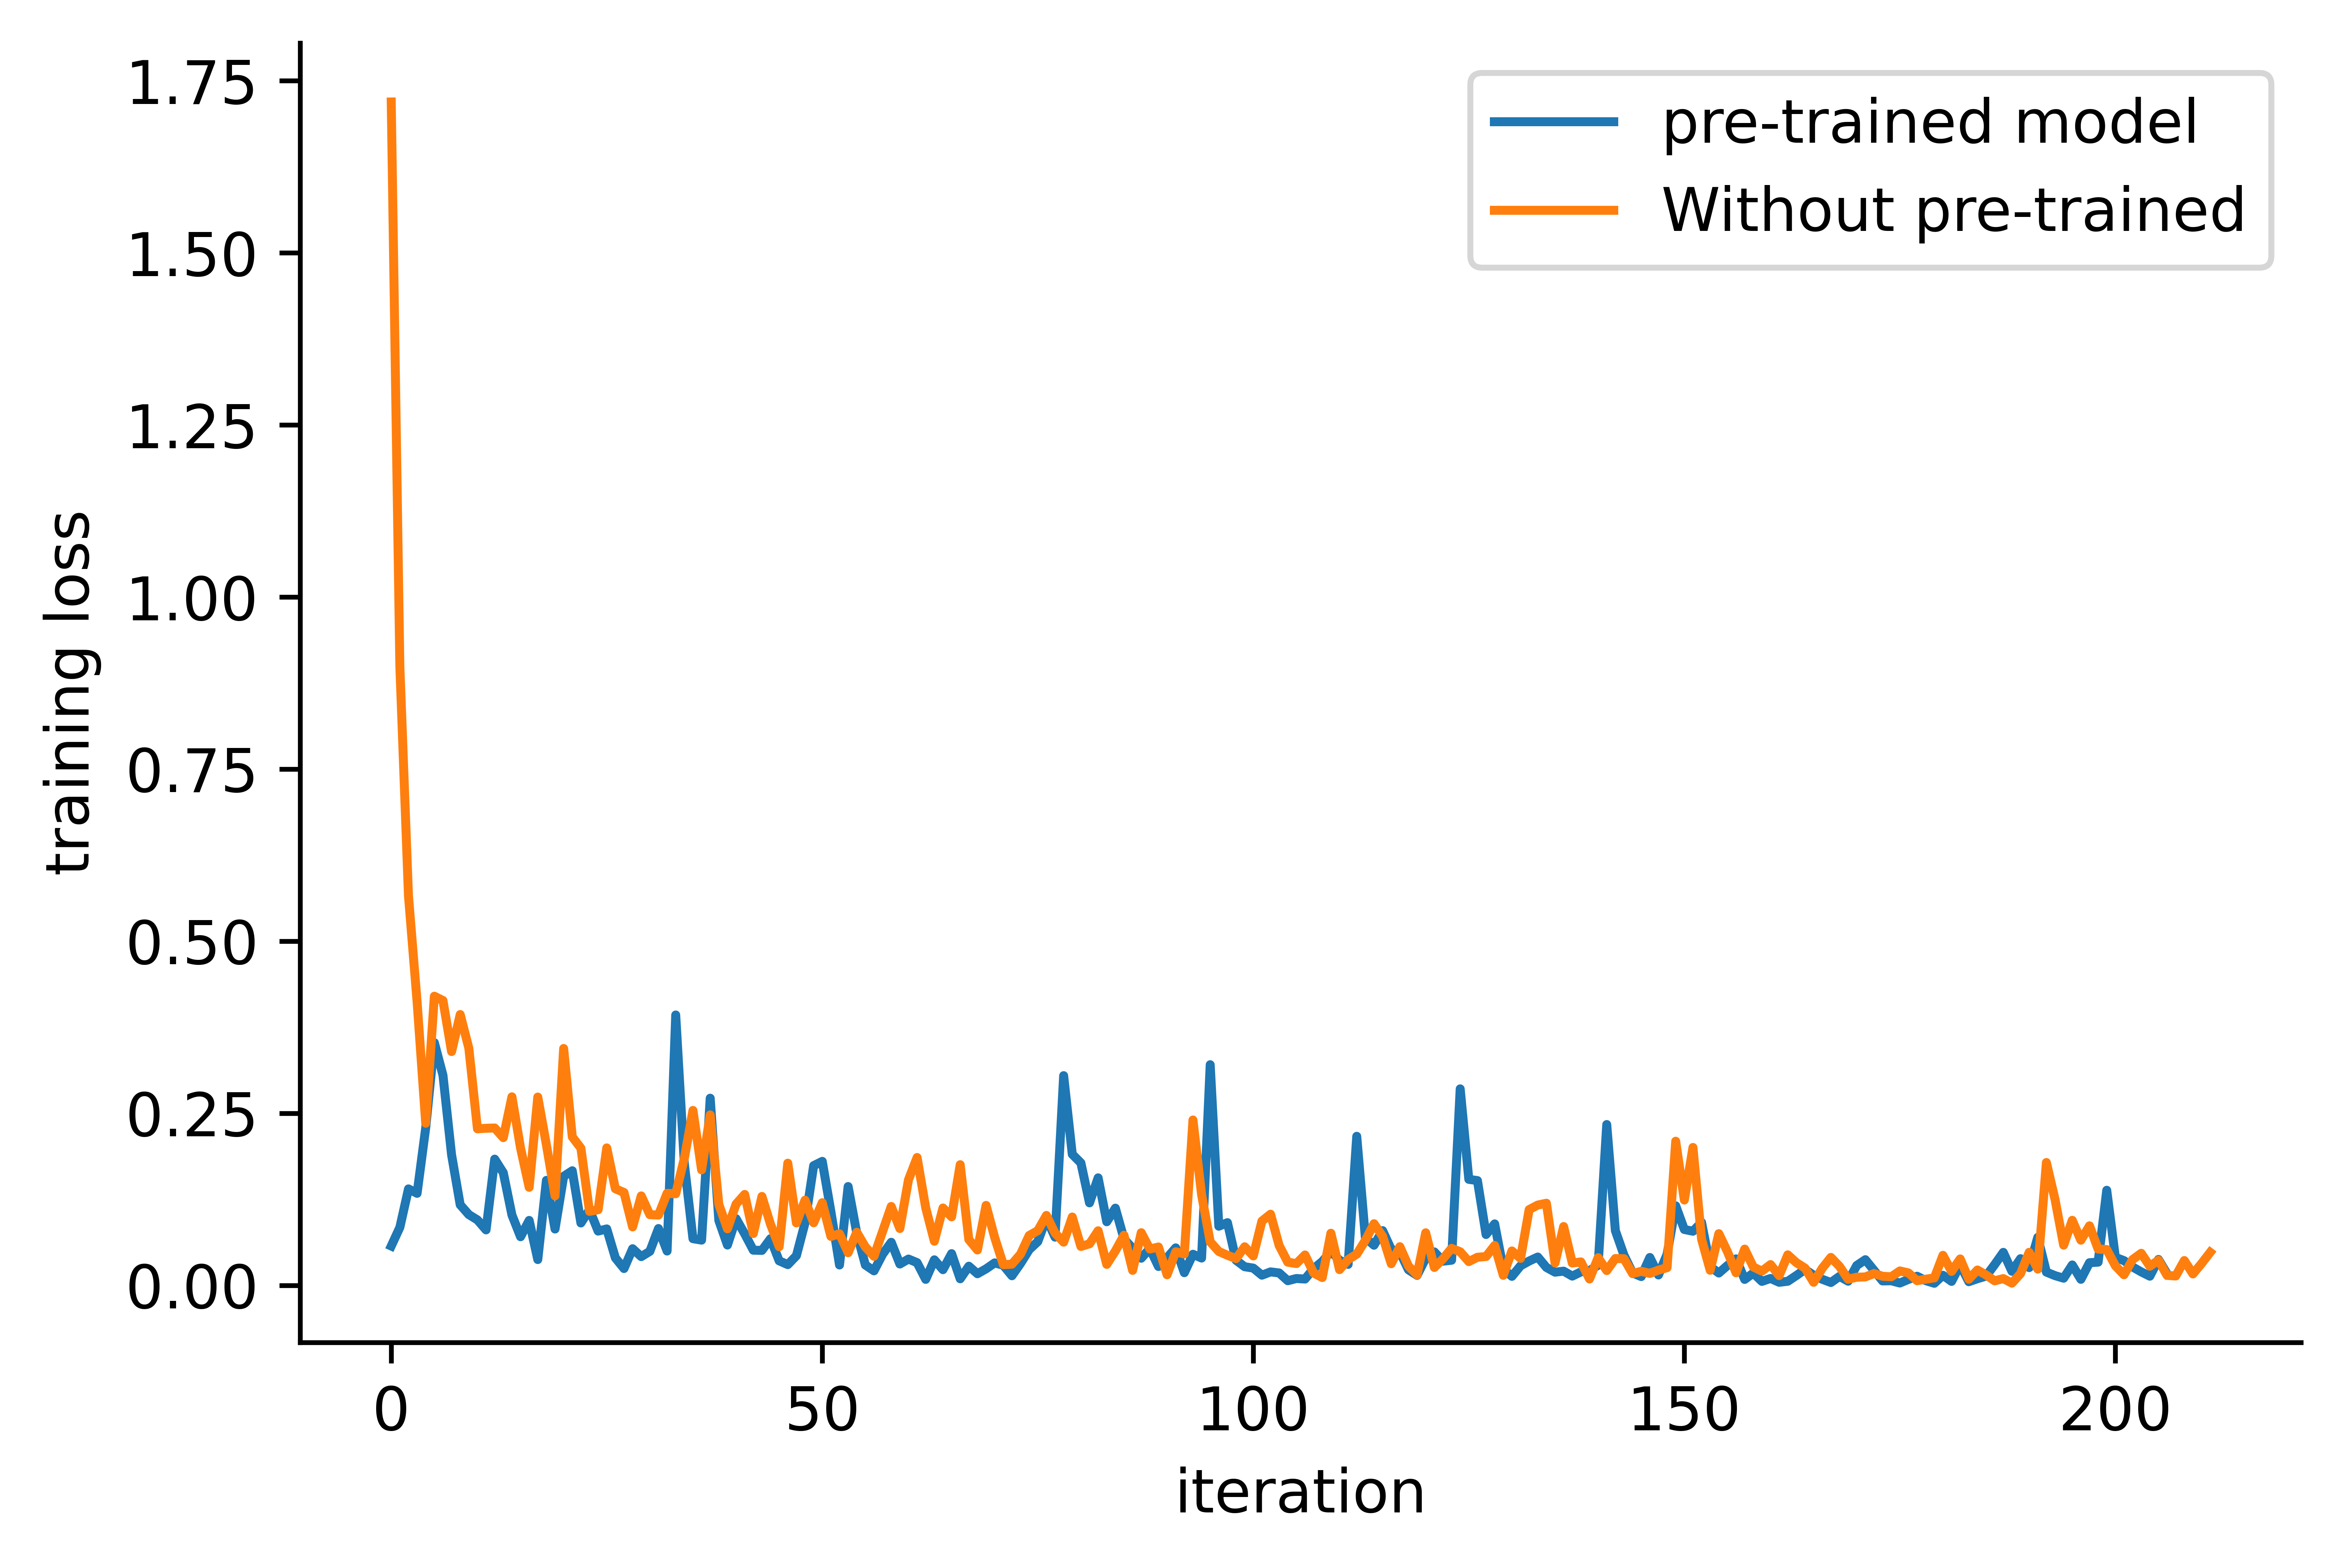 1.75
1.50
1.25
1.00
0.75
0.50
0.25
0.00
training loss
pre-trained model
Without pre-trained
0 50 100 150 200
iteration